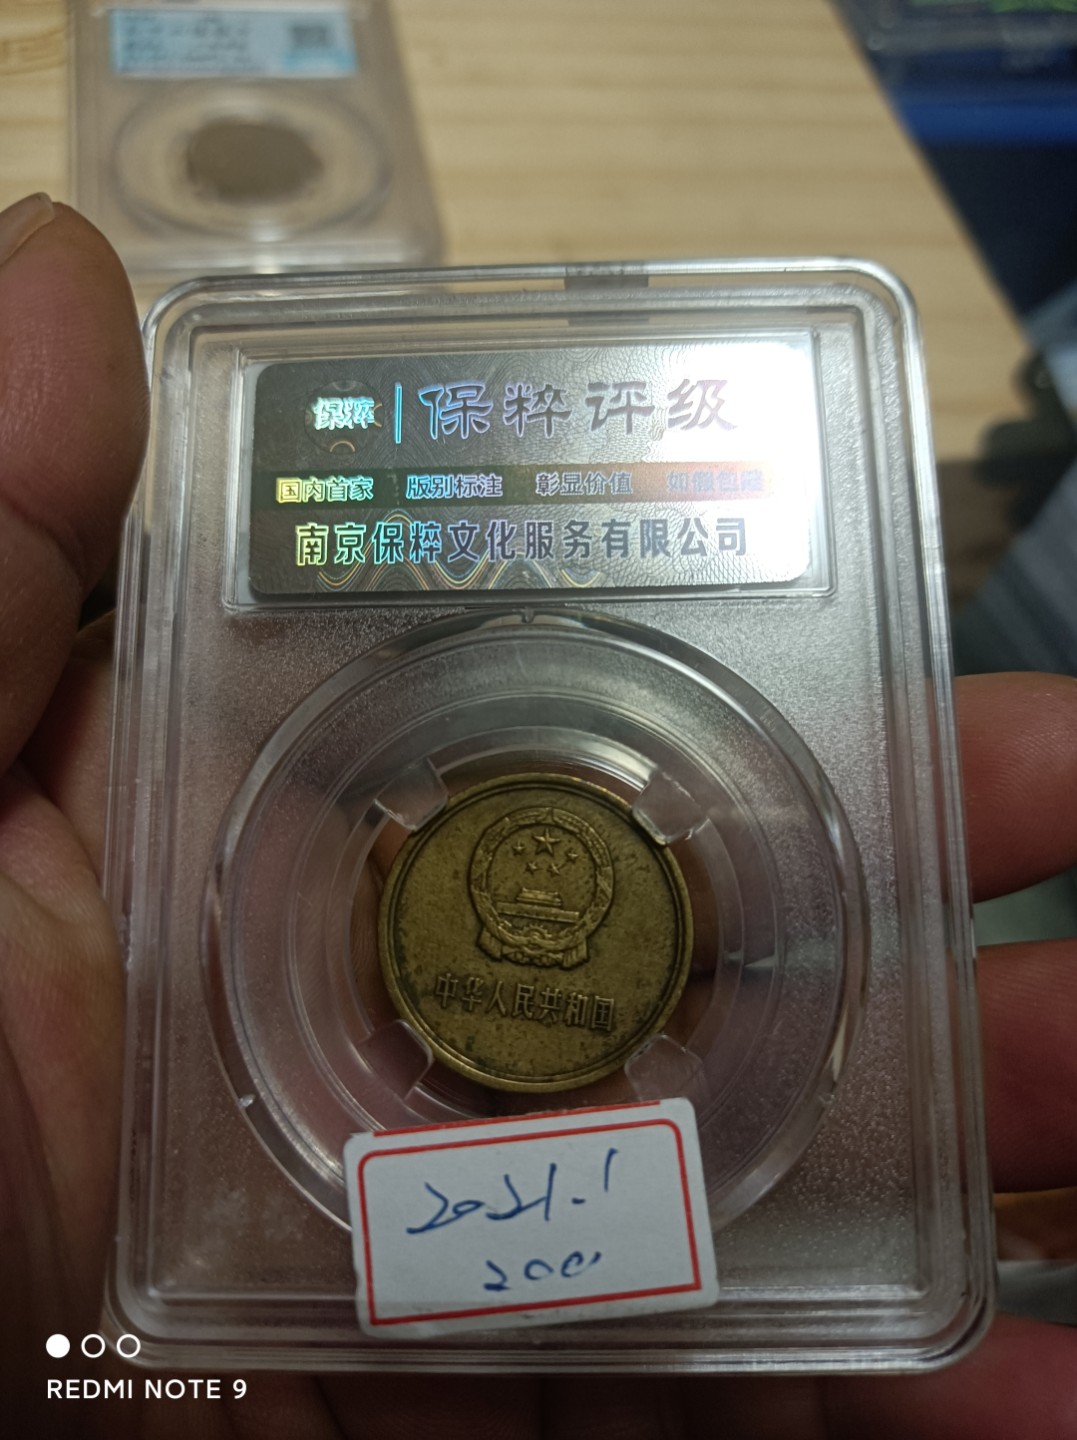 保粹 保粹评级
国内首家 版别标注 彰显价值 如假包赔
南京保粹文化服务有限公司
中华人民共和国
2021.1
200
REDMI NOTE 9